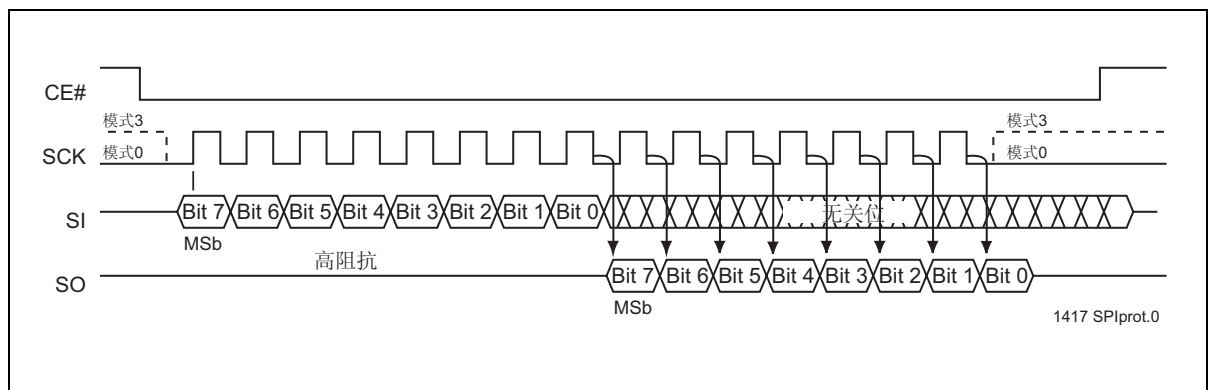 CE#
模式3
模式3
SCK
模式0
模式0
SI
Bit 7 Bit 6 Bit 5 Bit 4 Bit 3 Bit 2 Bit 1 Bit 0
无关位
MSb
高阻抗
SO
Bit 7 Bit 6 Bit 5 Bit 4 Bit 3 Bit 2 Bit 1 Bit 0
MSb
1417 SPIprot.0